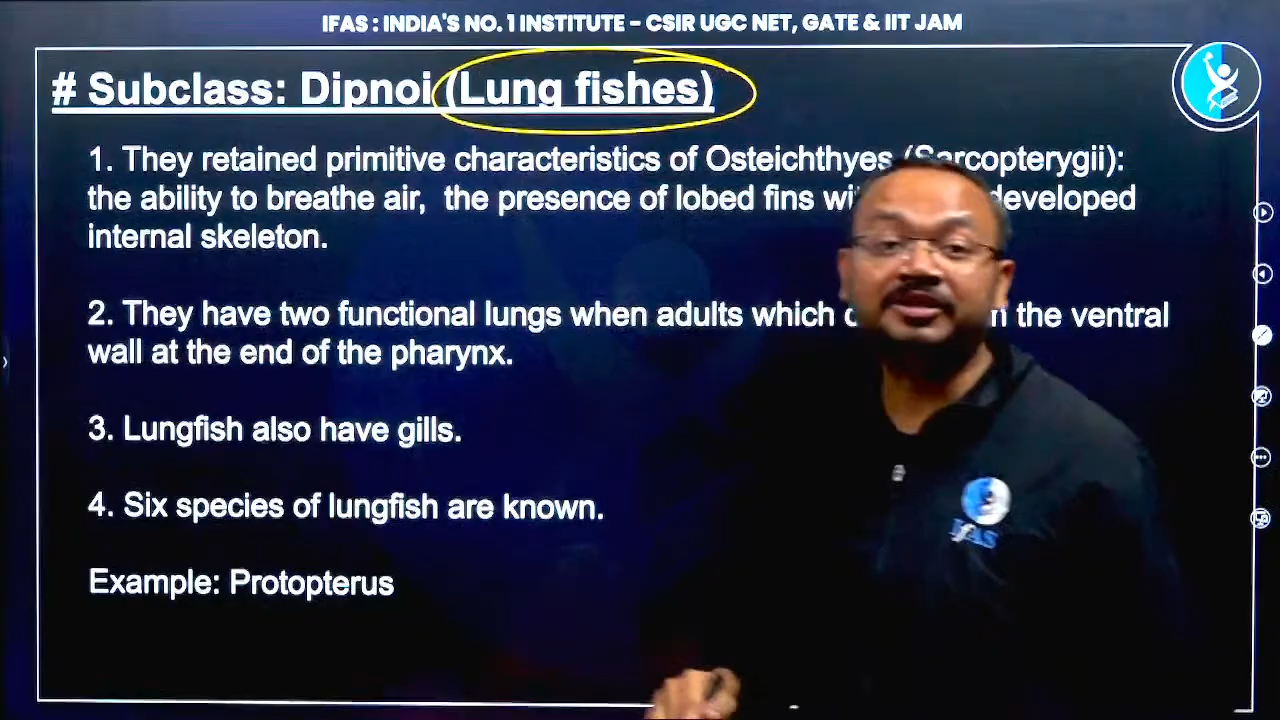 IFAS : INDIA'S NO. 1 INSTITUTE – CSIR UGC NET, GATE & IIT JAM
# Subclass: Dipnoi (Lung fishes)
1. They retained primitive characteristics of Osteichthyes (Sarcopterygii):
the ability to breathe air, the presence of lobed fins developed
internal skeleton.
2. They have two functional lungs when adults which the ventral
wall at the end of the pharynx.
3. Lungfish also have gills.
4. Six species of lungfish are known.
Example: Protopterus
IFAS